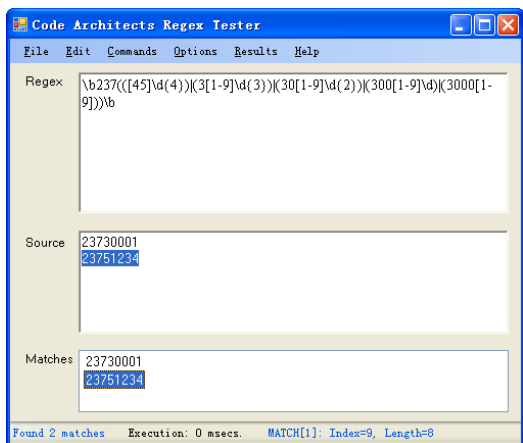 Code Architects Regex Tester
File Edit Commands Options Results Help
Regex
\b237(([45]\d{4})|(3[1-9]\d{3})|(30[1-9]\d{2})|(300[1-9]\d)|(3000[1-
9]))\b
Source
23730001
23751234
Matches
23730001
23751234
Found 2 matches Execution: 0 msecs. MATCH[1]: Index=9, Length=8